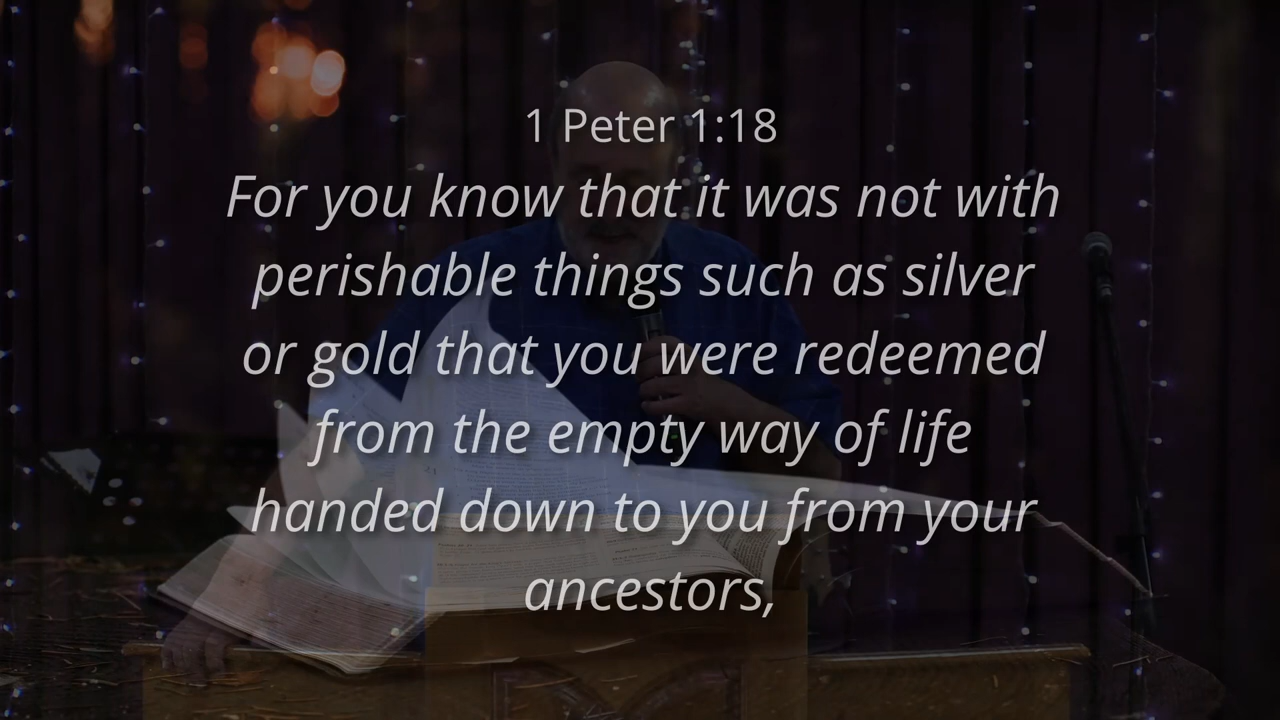 1 Peter 1:18
For you know that it was not with
perishable things such as silver
or gold that you were redeemed
from the empty way of life
handed down to you from your
ancestors,